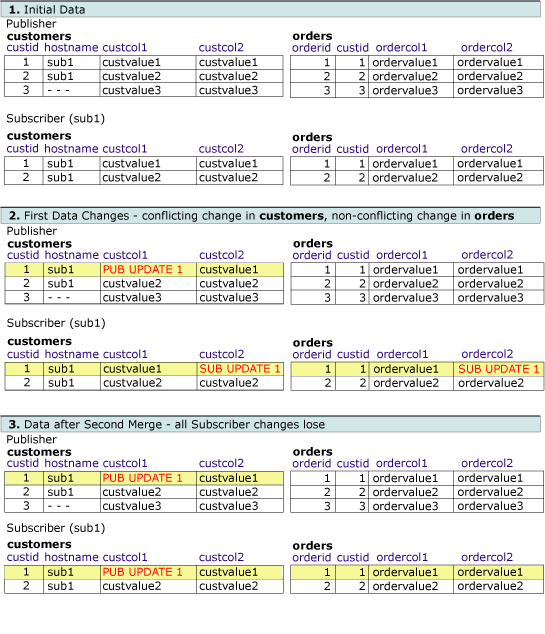 1. Initial Data
Publisher
customers orders
custid hostname custcol1 custcol2 orderid custid ordercol1 ordercol2
1 sub1 custvalue1 custvalue1 1 1 ordervalue1 ordervalue1
2 sub1 custvalue2 custvalue2 2 2 ordervalue2 ordervalue2
3 - - - custvalue3 custvalue3 3 3 ordervalue3 ordervalue3
Subscriber (sub1)
customers orders
custid hostname custcol1 custcol2 orderid custid ordercol1 ordercol2
1 sub1 custvalue1 custvalue1 1 1 ordervalue1 ordervalue1
2 sub1 custvalue2 custvalue2 2 2 ordervalue2 ordervalue2
2. First Data Changes - conflicting change in customers, non-conflicting change in orders
Publisher
customers orders
custid hostname custcol1 custcol2 orderid custid ordercol1 ordercol2
1 sub1 PUB UPDATE 1 custvalue1 1 1 ordervalue1 ordervalue1
2 sub1 custvalue2 custvalue2 2 2 ordervalue2 ordervalue2
3 - - - custvalue3 custvalue3 3 3 ordervalue3 ordervalue3
Subscriber (sub1)
customers orders
custid hostname custcol1 custcol2 orderid custid ordercol1 ordercol2
1 sub1 custvalue1 SUB UPDATE 1 1 1 ordervalue1 SUB UPDATE 1
2 sub1 custvalue2 custvalue2 2 2 ordervalue2 ordervalue2
3. Data after Second Merge - all Subscriber changes lose
Publisher
customers orders
custid hostname custcol1 custcol2 orderid custid ordercol1 ordercol2
1 sub1 PUB UPDATE 1 custvalue1 1 1 ordervalue1 ordervalue1
2 sub1 custvalue2 custvalue2 2 2 ordervalue2 ordervalue2
3 - - - custvalue3 custvalue3 3 3 ordervalue3 ordervalue3
Subscriber (sub1)
customers orders
custid hostname custcol1 custcol2 orderid custid ordercol1 ordercol2
1 sub1 PUB UPDATE 1 custvalue1 1 1 ordervalue1 ordervalue1
2 sub1 custvalue2 custvalue2 2 2 ordervalue2 ordervalue2